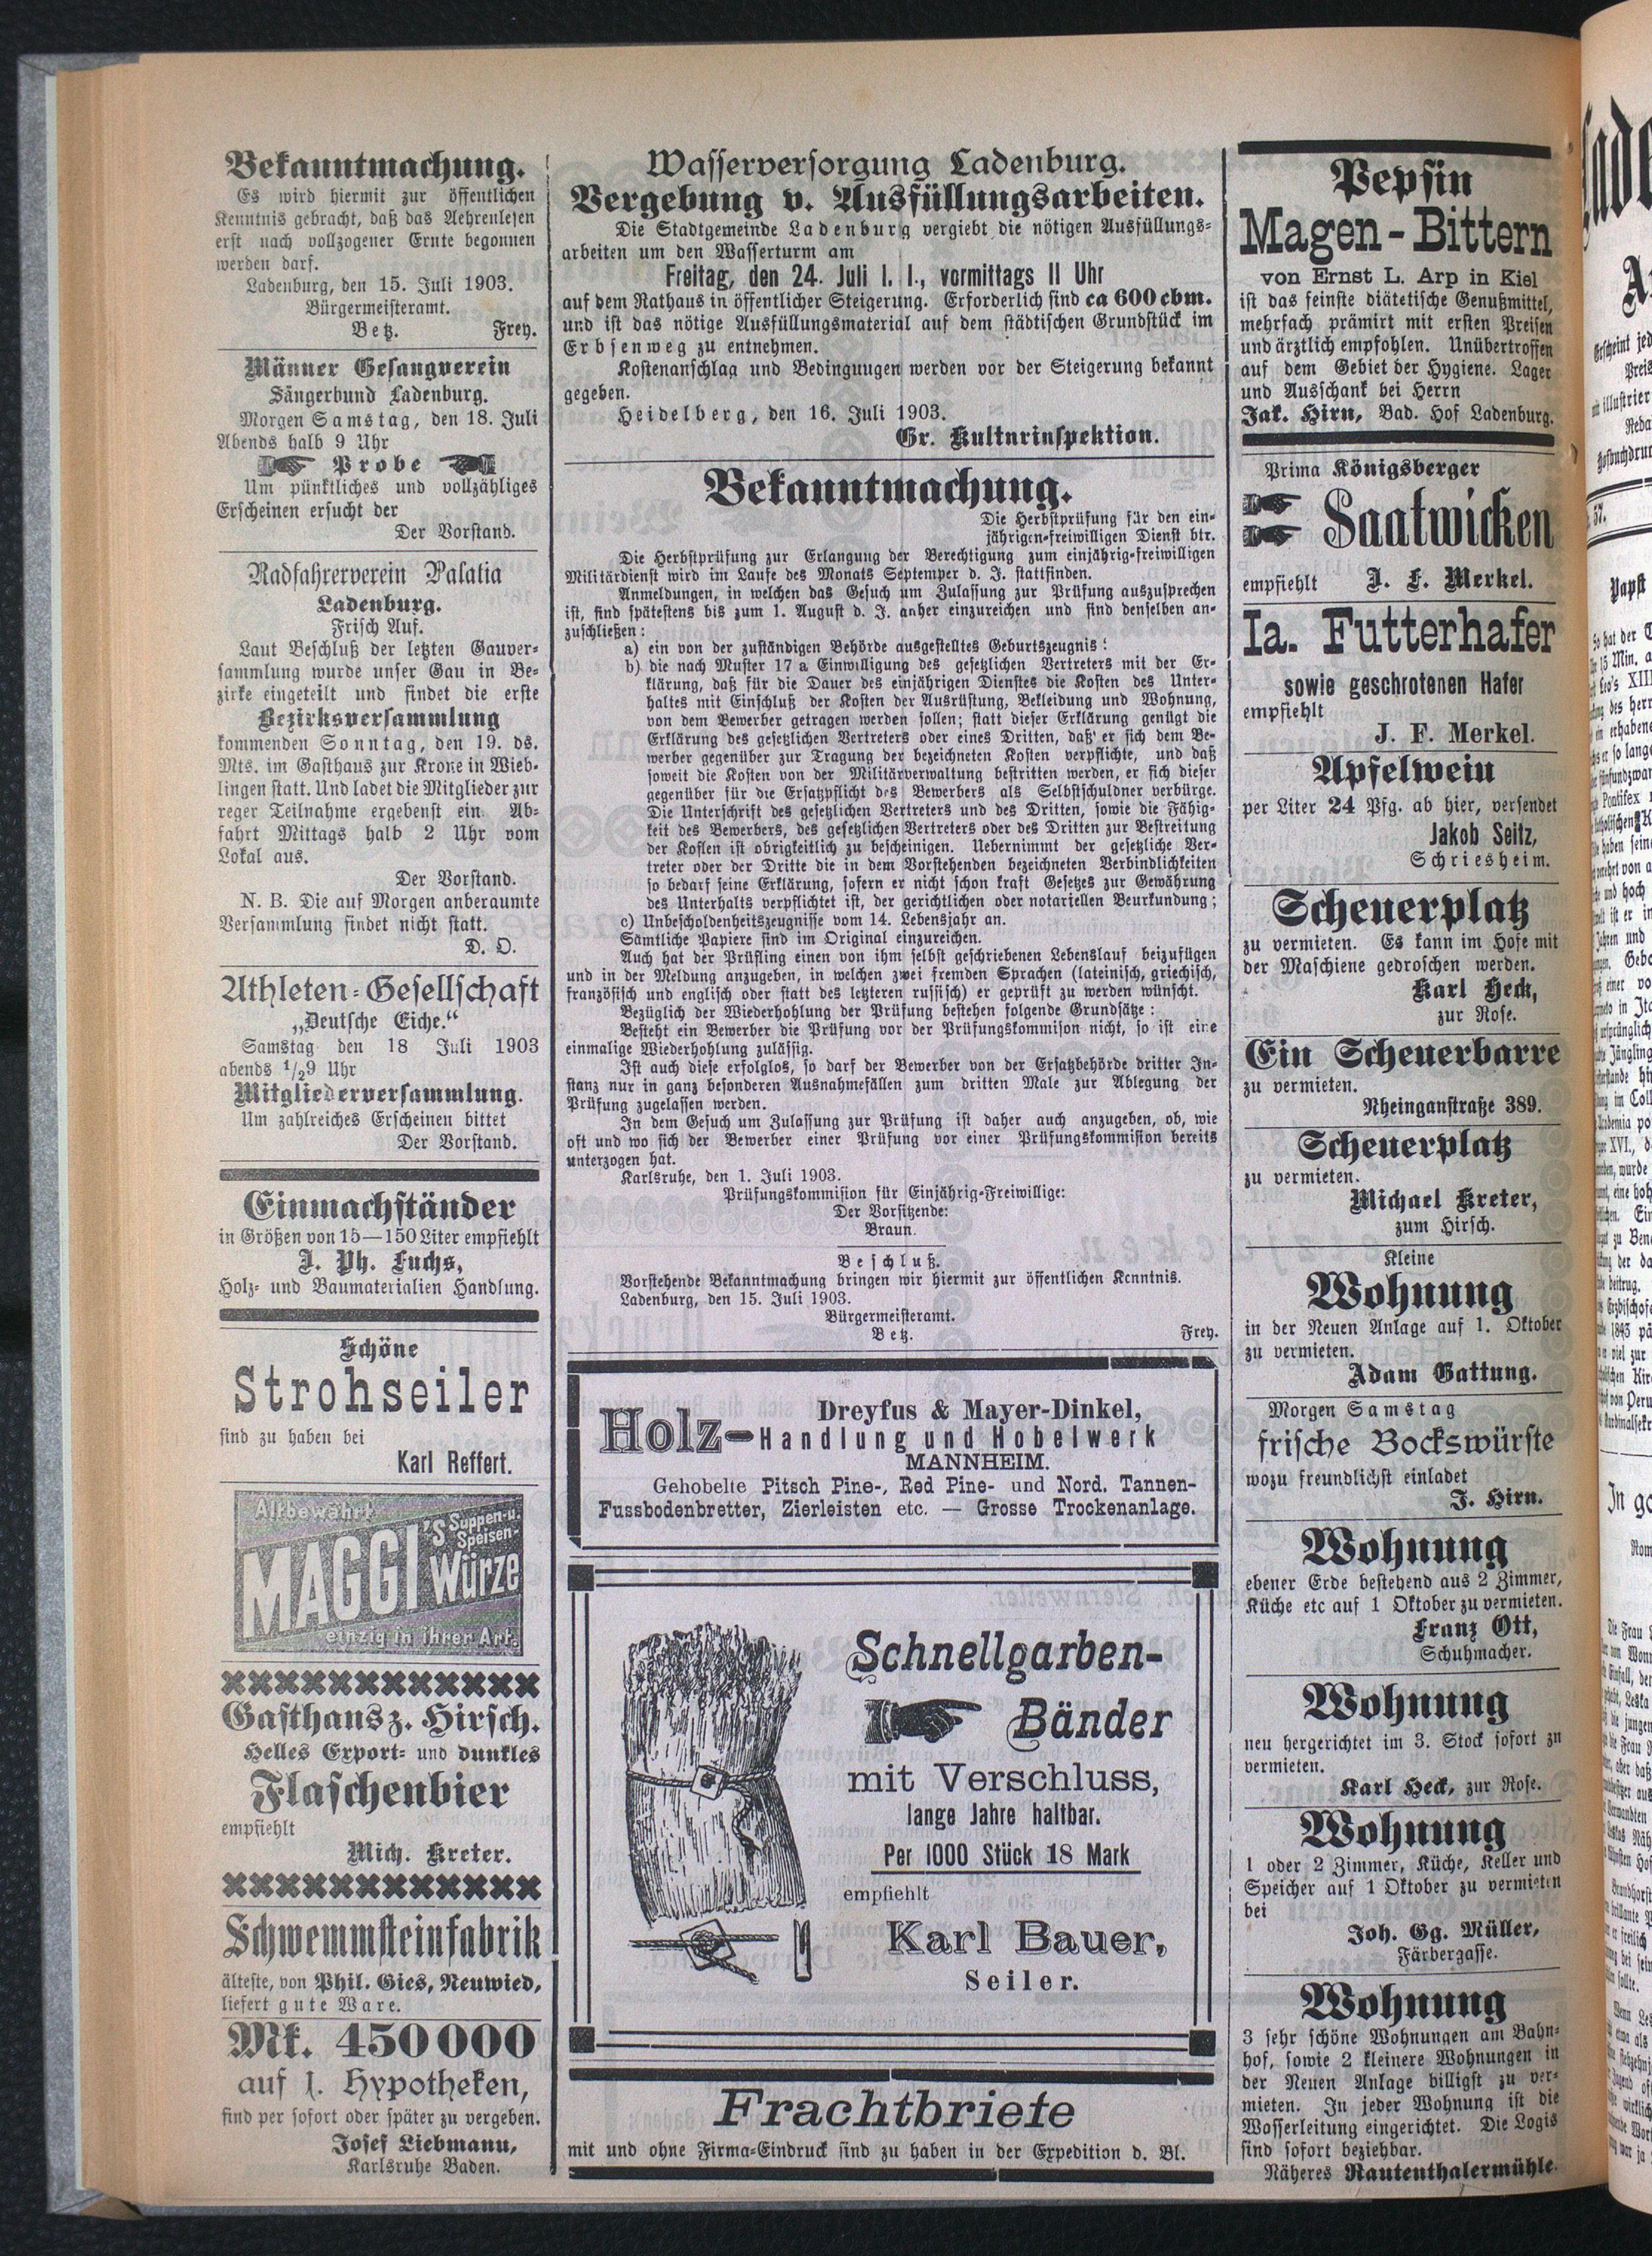 Bekanntmachung.
Es wird hiermit zur öffentlichen
Kenntnis gebracht, daß das Aehrenlesen
erst nach vollzogener Ernte begonnen
werden darf.
Ladenburg, den 15. Juli 1903.
Bürgermeisteramt.
Betz. Frey.
Männer Gesangverein
Sängerbund Ladenburg.
Morgen Samstag, den 18. Juli
Abends halb 9 Uhr
Probe
Um pünktliches und vollzähliges
Erscheinen ersucht der
Der Vorstand.
Radfahrerverein Palatia
Ladenburg.
Frisch Auf.
Laut Beschluß der letzten Gauver-
sammlung wurde unser Gau in Be-
zirke eingeteilt und findet die erste
Bezirksversammlung
kommenden Sonntag, den 19. ds.
Mts. im Gasthaus zur Krone in Wieb-
lingen statt. Und ladet die Mitglieder zur
reger Teilnahme ergebenst ein. Ab-
fahrt Mittags halb 2 Uhr vom
Lokal aus.
Der Vorstand.
N. B. Die auf Morgen anberaumte
Versammlung findet nicht statt.
D. O.
Athleten-Gesellschaft
„Deutsche Eiche.“
Samstag den 18 Juli 1903
abends 1/2 9 Uhr
Mitgliederversammlung.
Um zahlreiches Erscheinen bittet
Der Vorstand.
Einmachständer
in Größen von 15—150 Liter empfiehlt
J. Ph. Fuchs,
Holz- und Baumaterialien Handlung.
Schöne
Strohseiler
sind zu haben bei
Karl Reffert.
Altbewährt
MAGGI'S Suppen- u.
Speisen-
Würze
einzig in ihrer Art.
Gasthaus z. Hirsch.
Helles Export- und dunkles
Flaschenbier
empfiehlt
Mich. Kreter.
Schwemmsteinfabrik
älteste, von Phil. Gies, Neuwied,
liefert gute Ware.
Mk. 450000
auf 1. Hypotheken,
sind per sofort oder später zu vergeben.
Josef Liebmann,
Karlsruhe Baden.
Wasserversorgung Ladenburg.
Vergebung v. Ausfüllungsarbeiten.
Die Stadtgemeinde Ladenburg vergiebt die nötigen Ausfüllungs-
arbeiten um den Wasserturm am
Freitag, den 24. Juli l. I., vormittags 11 Uhr
auf dem Rathaus in öffentlicher Steigerung. Erforderlich sind ca 600 cbm.
und ist das nötige Ausfüllungsmaterial auf dem städtischen Grundstück im
Erbsenweg zu entnehmen.
Kostenanschlag und Bedingungen werden vor der Steigerung bekannt
gegeben.
Heidelberg, den 16. Juli 1903.
Gr. Kulturinspektion.
Bekanntmachung.
Die Herbstprüfung für den ein-
jährigen-freiwilligen Dienst btr.
Die Herbstprüfung zur Erlangung der Berechtigung zum einjährig-freiwilligen
Militärdienst wird im Laufe des Monats Septemper d. J. stattfinden.
Anmeldungen, in welchen das Gesuch um Zulassung zur Prüfung auszusprechen
ist, sind spätestens bis zum 1. August d. J. anher einzureichen und sind denselben an-
zuschließen:
a) ein von der zuständigen Behörde ausgestelltes Geburtszeugnis:
b) die nach Muster 17 a Einwilligung des gesetzlichen Vertreters mit der Er-
klärung, daß für die Dauer des einjährigen Dienstes die Kosten des Unter-
haltes mit Einschluß der Kosten der Ausrüstung, Bekleidung und Wohnung,
von dem Bewerber getragen werden sollen; statt dieser Erklärung genügt die
Erklärung des gesetzlichen Vertreters oder eines Dritten, daß er sich dem Be-
werber gegenüber zur Tragung der bezeichneten Kosten verpflichte, und daß
soweit die Kosten von der Militärverwaltung bestritten werden, er sich dieser
gegenüber für die Ersatzpflicht des Bewerbers als Selbstschuldner verbürge.
Die Unterschrift des gesetzlichen Vertreters und des Dritten, sowie die Fähig-
keit des Bewerbers, des gesetzlichen Vertreters oder des Dritten zur Bestreitung
der Kosten ist obrigkeitlich zu bescheinigen. Uebernimmt der gesetzliche Ver-
treter oder der Dritte die in dem Vorstehenden bezeichneten Verbindlichkeiten
so bedarf seine Erklärung, sofern er nicht schon kraft Gesetzes zur Gewährung
des Unterhalts verpflichtet ist, der gerichtlichen oder notariellen Beurkundung;
c) Unbescholdenheitszeugnisse vom 14. Lebensjahr an.
Sämtliche Papiere sind im Original einzureichen.
Auch hat der Prüfling einen von ihm selbst geschriebenen Lebenslauf beizufügen
und in der Meldung anzugeben, in welchen zwei fremden Sprachen (lateinisch, griechisch,
französisch und englisch oder statt des letzteren russisch) er geprüft zu werden wünscht.
Bezüglich der Wiederhohlung der Prüfung bestehen folgende Grundsätze:
Besteht ein Bewerber die Prüfung vor der Prüfungskommison nicht, so ist eine
einmalige Wiederhohlung zulässig.
Ist auch diese erfolglos, so darf der Bewerber von der Ersatzbehörde dritter In-
stanz nur in ganz besonderen Ausnahmefällen zum dritten Male zur Ablegung der
Prüfung zugelassen werden.
In dem Gesuch um Zulassung zur Prüfung ist daher auch anzugeben, ob, wie
oft und wo sich der Bewerber einer Prüfung vor einer Prüfungskommision bereits
unterzogen hat.
Karlsruhe, den 1. Juli 1903.
Prüfungskommision für Einjährig-Freiwillige:
Der Vorsitzende:
Braun.
Beschluß.
Vorstehende Bekanntmachung bringen wir hiermit zur öffentlichen Kenntnis.
Ladenburg, den 15. Juli 1903.
Bürgermeisteramt.
Betz. Frey.
Dreyfus & Mayer-Dinkel,
Holz-Handlung und Hobelwerk
MANNHEIM.
Gehobelte Pitsch Pine-, Red Pine- und Nord. Tannen-
Fussbodenbretter, Zierleisten etc. — Grosse Trockenanlage.
Schnellgarben-
Bänder
mit Verschluss,
lange Jahre haltbar.
Per 1000 Stück 18 Mark
empfiehlt
Karl Bauer,
Seiler.
Frachtbriefe
mit und ohne Firma-Eindruck sind zu haben in der Expedition d. Bl.
Pepsin
Magen-Bittern
von Ernst L. Arp in Kiel
ist das feinste diätetische Genußmittel,
mehrfach prämirt mit ersten Preisen
und ärztlich empfohlen. Unübertroffen
auf dem Gebiet der Hygiene. Lager
und Ausschank bei Herrn
Jak. Hirn, Bad. Hof Ladenburg.
Prima Königsberger
Saatwicken
empfiehlt J. F. Merkel.
Ia. Futterhafer
sowie geschrotenen Hafer
empfiehlt
J. F. Merkel.
Apfelwein
per Liter 24 Pfg. ab hier, versendet
Jakob Seitz,
Schriesheim.
Scheuerplatz
zu vermieten. Es kann im Hofe mit
der Maschiene gedroschen werden.
Karl Heck,
zur Rose.
Ein Scheuerbarre
zu vermieten.
Rheingaustraße 389.
Scheuerplatz
zu vermieten.
Michael Kreter,
zum Hirsch.
Kleine
Wohnung
in der Neuen Anlage auf 1. Oktober
zu vermieten.
Adam Gattung.
Morgen Samstag
frische Bockswürste
wozu freundlichst einladet
J. Hirn.
Wohnung
ebener Erde bestehend aus 2 Zimmer,
Küche etc auf 1 Oktober zu vermieten.
Franz Ott,
Schuhmacher.
Wohnung
neu hergerichtet im 3. Stock sofort zu
vermieten.
Karl Heck, zur Rose.
Wohnung
1 oder 2 Zimmer, Küche, Keller und
Speicher auf 1 Oktober zu vermieten
bei
Joh. Gg. Müller,
Färbergasse.
Wohnung
3 sehr schöne Wohnungen am Bahn-
hof, sowie 2 kleinere Wohnungen in
der Neuen Anlage billigst zu ver-
mieten. In jeder Wohnung ist die
Wasserleitung eingerichtet. Die Logis
sind sofort beziehbar.
Näheres Rautenthalermühle.